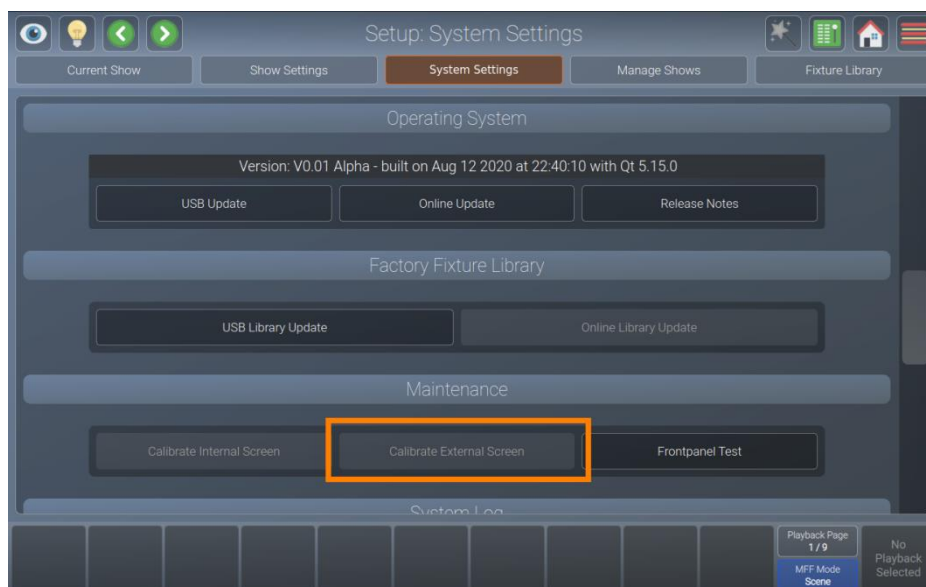 Setup: System Settings
Current Show
Show Settings
System Settings
Manage Shows
Fixture Library
Operating System
Version: V0.01 Alpha - built on Aug 12 2020 at 22:40:10 with Qt 5.15.0
USB Update
Online Update
Release Notes
Factory Fixture Library
USB Library Update
Online Library Update
Maintenance
Calibrate Internal Screen
Calibrate External Screen
Frontpanel Test
System Log
Playback Page
1 / 9
MFF Mode
Scene
No
Playback
Selected